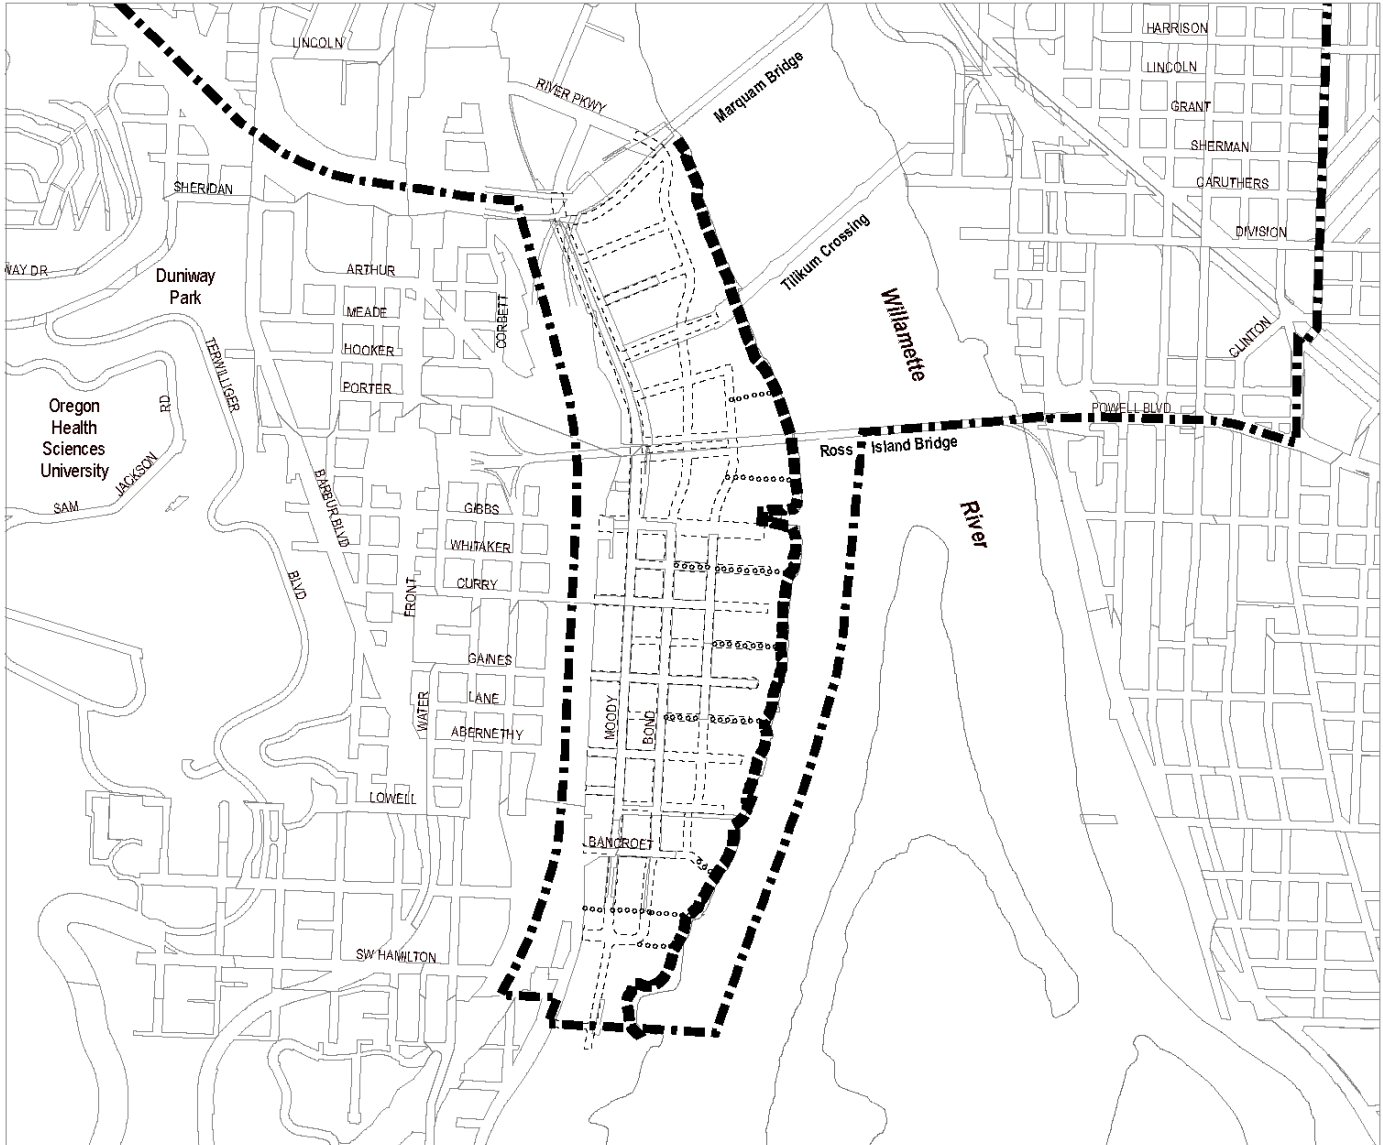 HARRISON
LINCOLN
LINCOLN
GRANT
RIVER PKWY
Marquam Bridge
SHERMAN
CARUTHERS
SHERIDAN
DIVISION
Tilikum Crossing
WAY DR
Duniway
Park
ARTHUR
MEADE
CORBETT
HOOKER
PORTER
TERWILLIGER
Willamette
CLINTON
POWELL BLVD
Oregon
Health
Sciences
University
RD
JACKSON
SAM
Ross Island Bridge
BARBUR BLVD
GIBBS
WHITAKER
CURRY
River
BLVD
FRONT
GAINES
LANE
WATER
ABERNETHY
MOODY
BOND
LOWELL
BANCROFT
SW HAMILTON